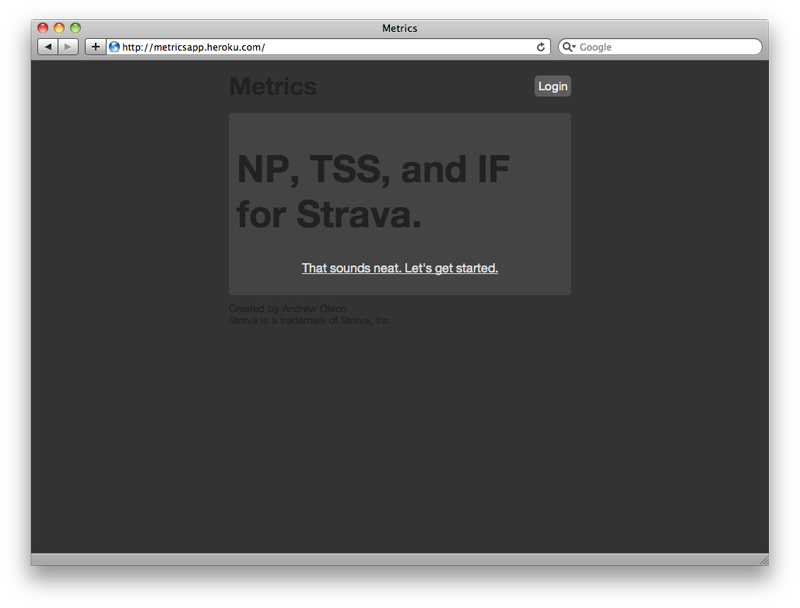 Metrics
http://metricsapp.heroku.com/
Google
Metrics
Login
NP, TSS, and IF
for Strava.
That sounds neat. Let's get started.
Created by Andrew Olson
Strava is a trademark of Strava, Inc